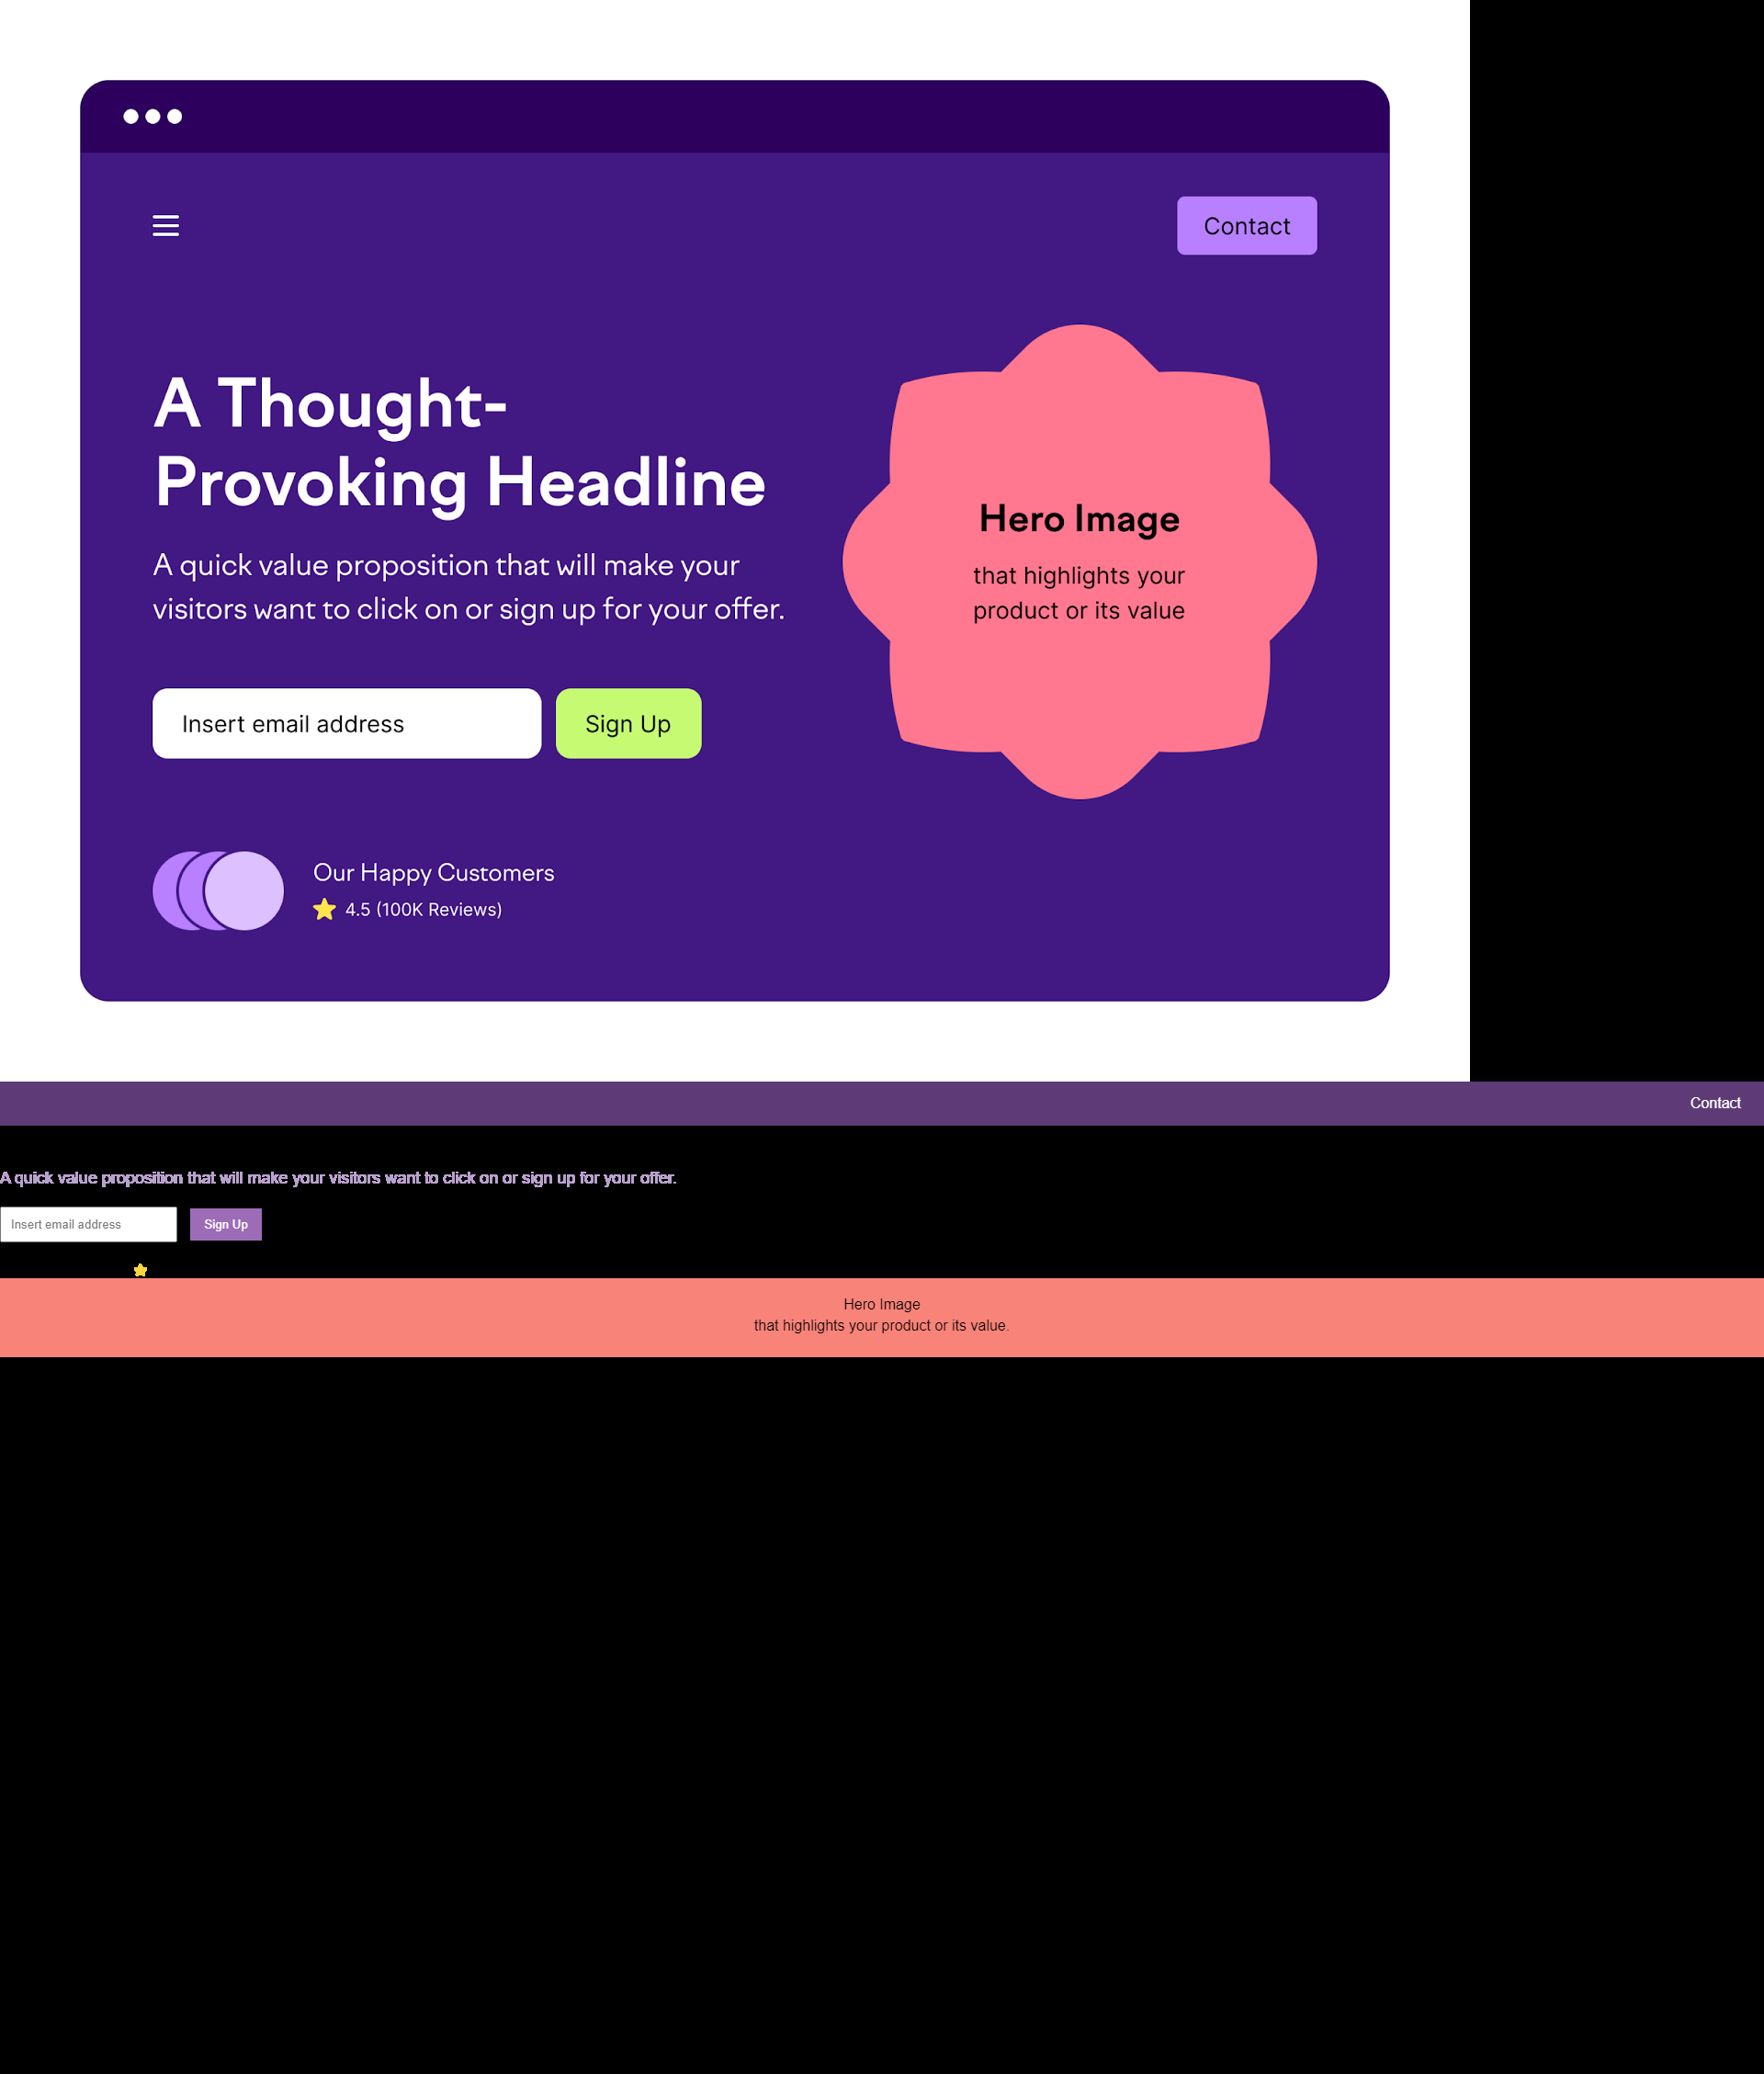 Contact
A Thought-
Provoking Headline
A quick value proposition that will make your
visitors want to click on or sign up for your offer.
Insert email address
Sign Up
Hero Image
that highlights your
product or its value
Our Happy Customers
4.5 (100K Reviews)
Contact
A quick value proposition that will make your visitors want to click on or sign up for your offer.
Insert email address
Sign Up
Hero Image
that highlights your product or its value.